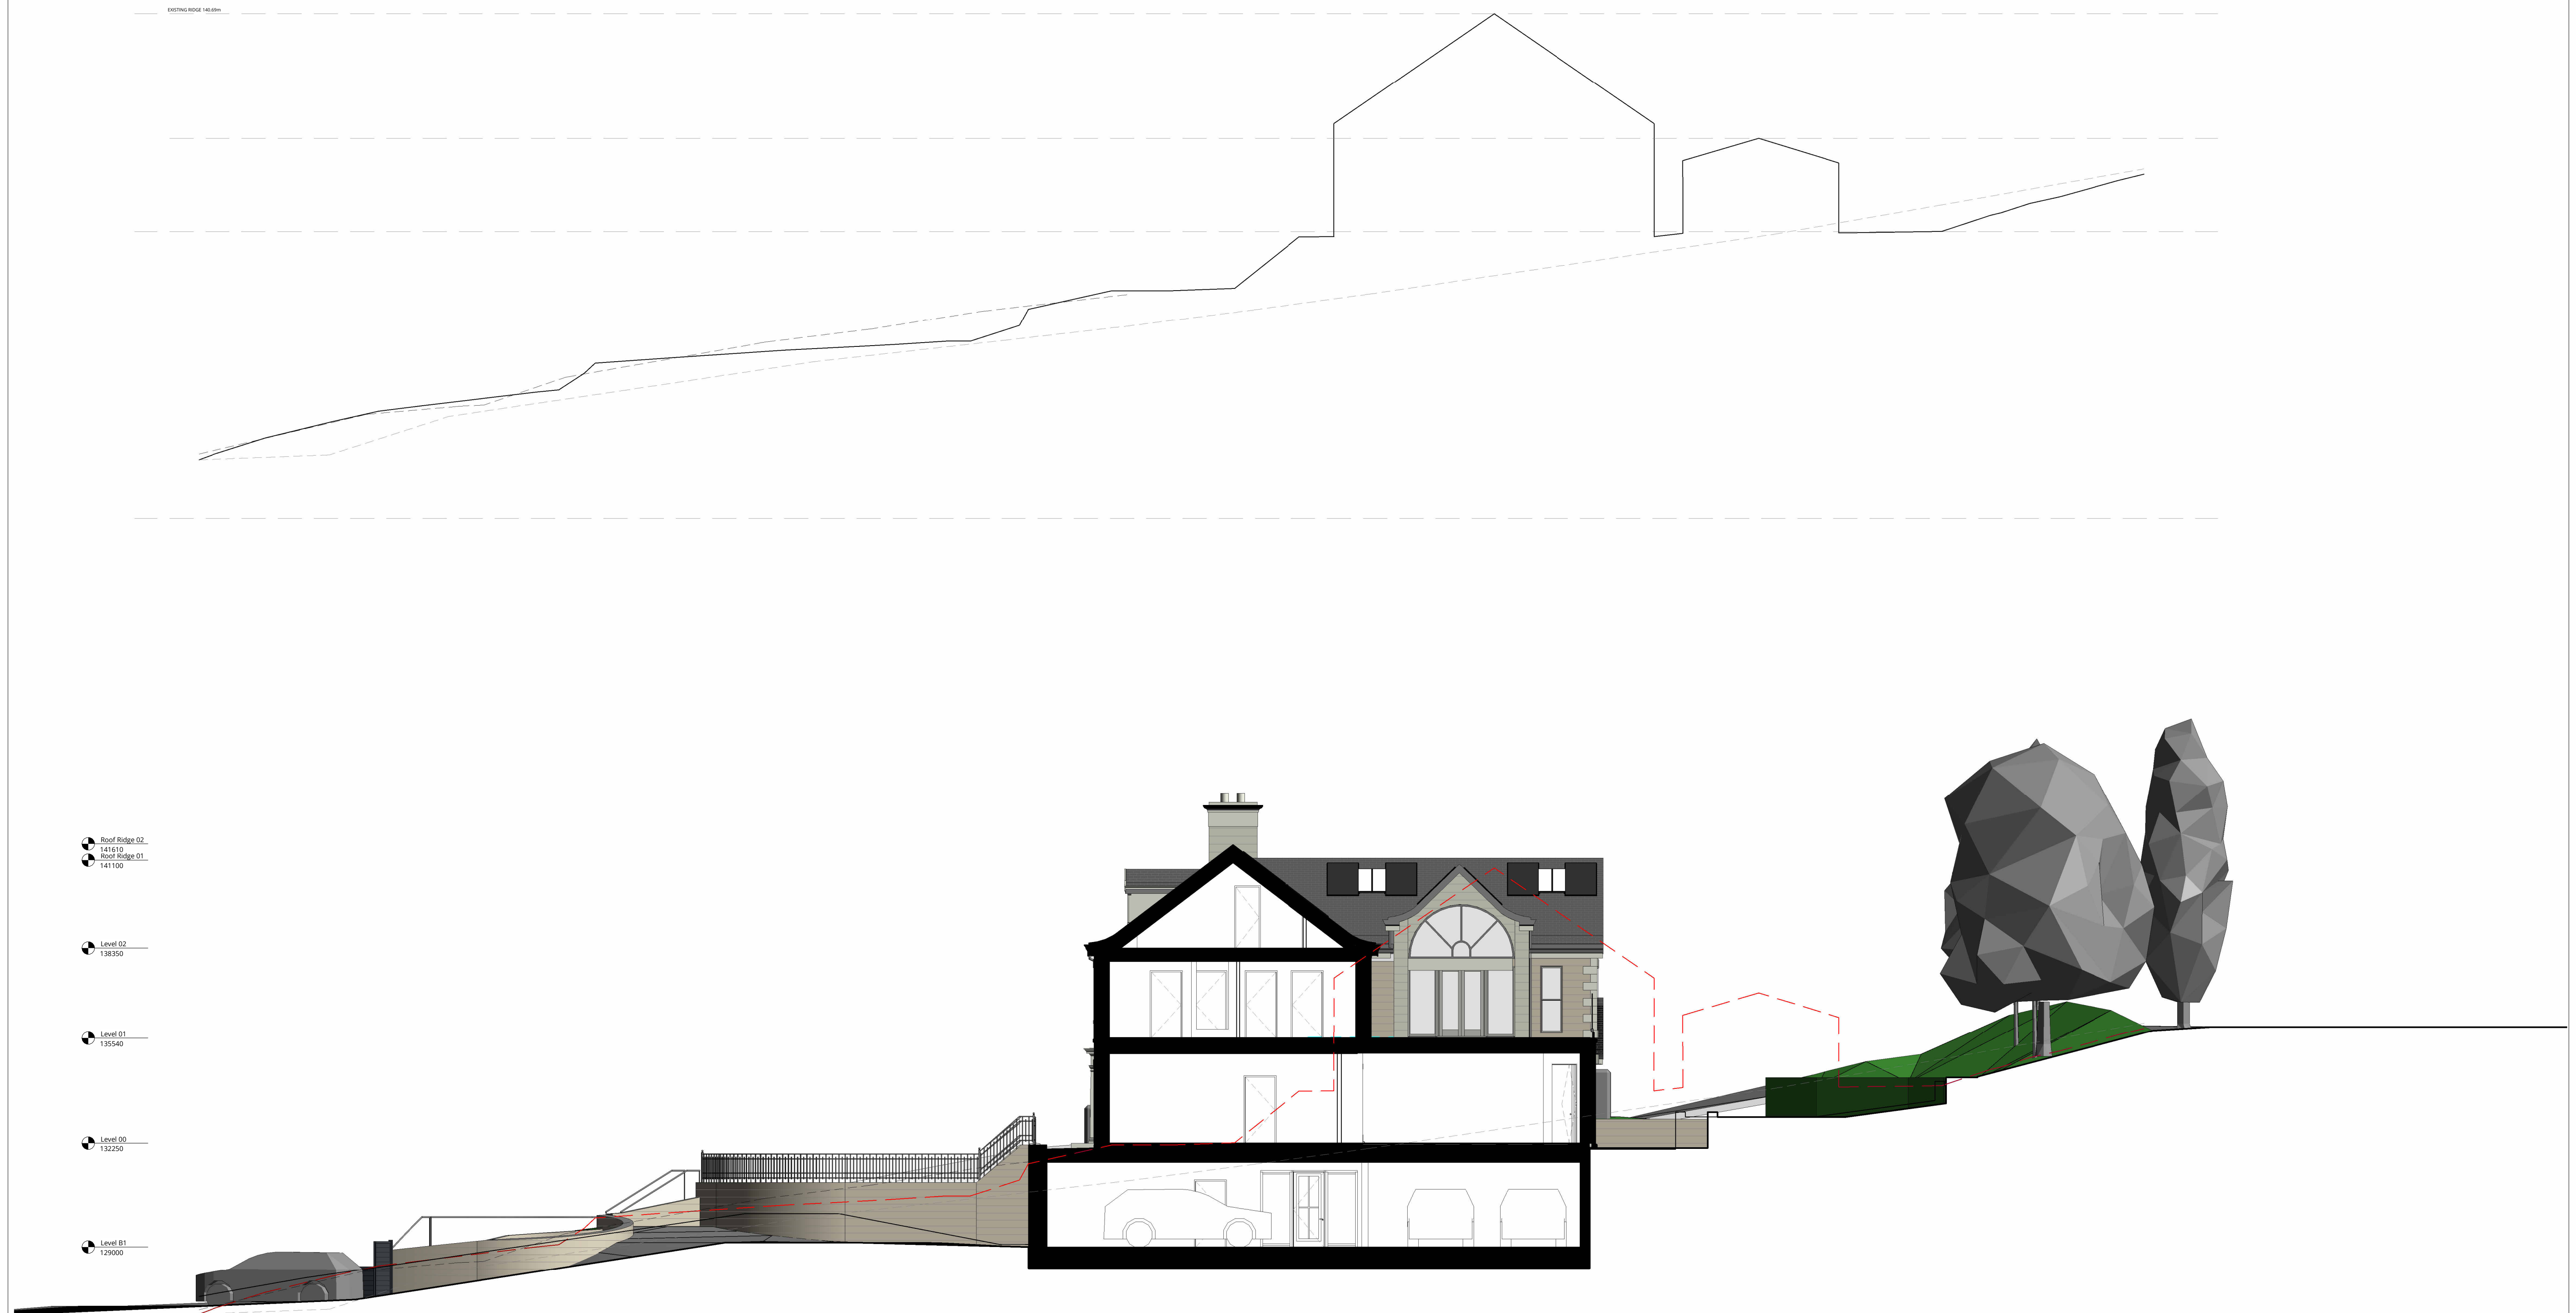 EXISTING RIDGE 140.69m
Roof Ridge 02
141610
Roof Ridge 01
141100
Level 02
138350
Level 01
135540
Level 00
132250
Level B1
129000